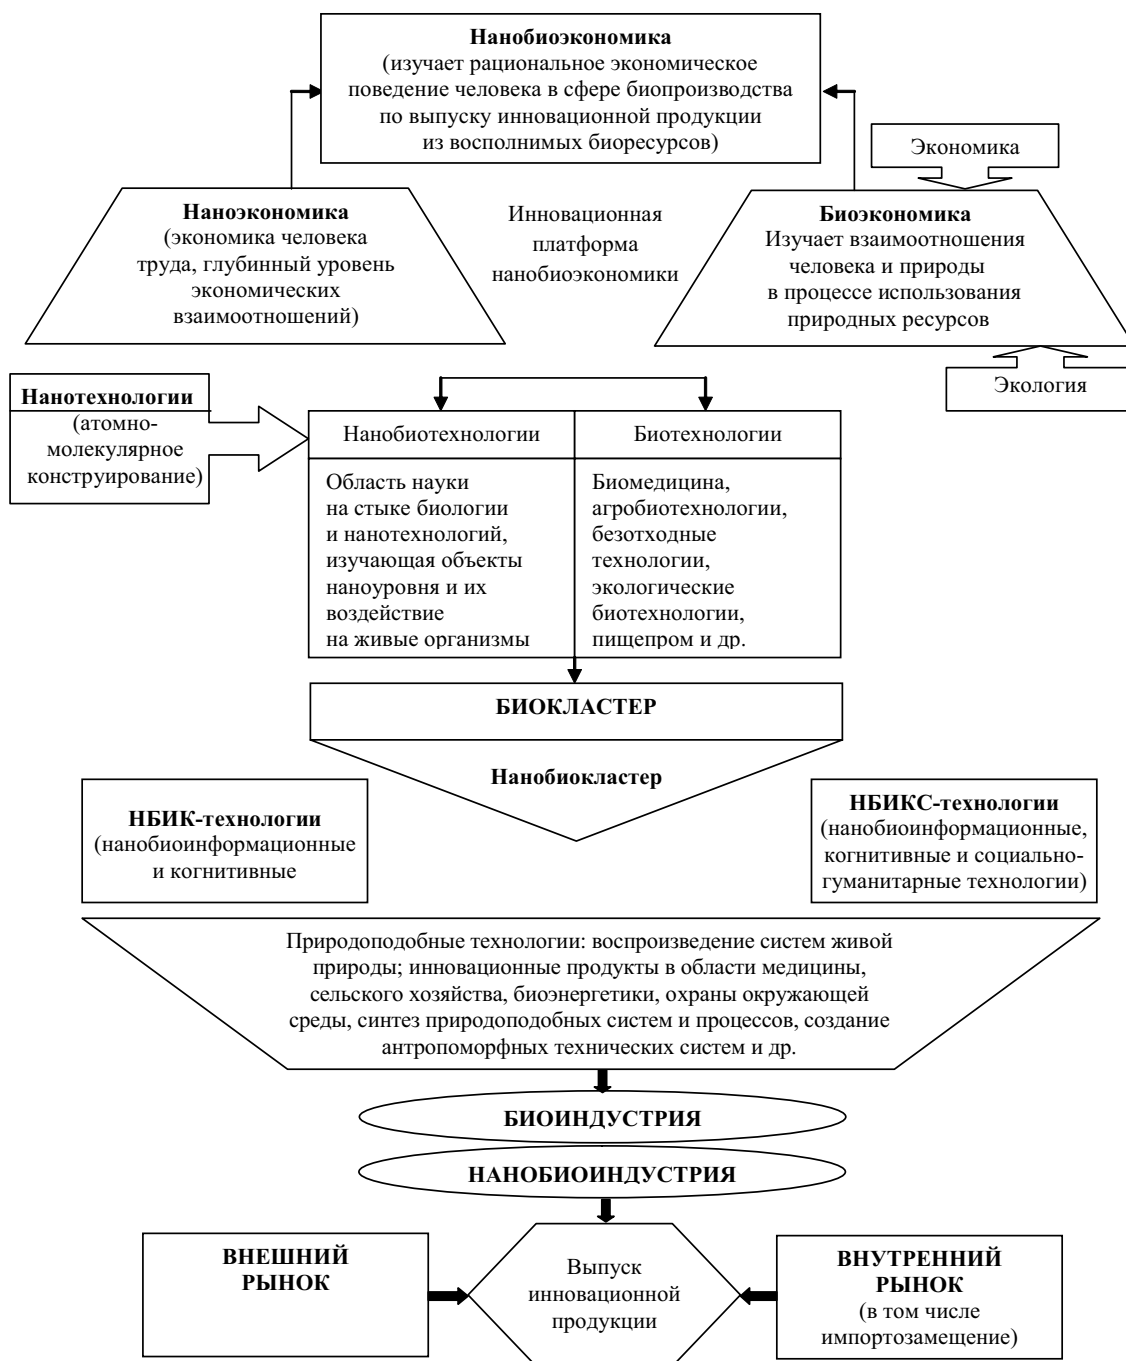 Нанобиоэкономика
(изучает рациональное экономическое
поведение человека в сфере биопроизводства
по выпуску инновационной продукции
из восполнимых биоресурсов)
Экономика
Наноэкономика
(экономика человека
труда, глубинный уровень
экономических
взаимоотношений)
Инновационная
платформа
нанобиоэкономики
Биоэкономика
Изучает взаимоотношения
человека и природы
в процессе использования
природных ресурсов
Экология
Нанотехнологии
(атомно-
молекулярное
конструирование)
Нанобиотехнологии
Биотехнологии
Область науки
на стыке биологии
и нанотехнологий,
изучающая объекты
наноуровня и их
воздействие
на живые организмы
Биомедицина,
агробиотехнологии,
безотходные
технологии,
экологические
биотехнологии,
пищепром и др.
БИОКЛАСТЕР
Нанобиокластер
НБИК-технологии
(нанобиоинформационные
и когнитивные
НБИКС-технологии
(нанобиоинформационные,
когнитивные и социально-
гуманитарные технологии)
Природоподобные технологии: воспроизведение систем живой
природы; инновационные продукты в области медицины,
сельского хозяйства, биоэнергетики, охраны окружающей
среды, синтез природоподобных систем и процессов, создание
антропоморфных технических систем и др.
БИОИНДУСТРИЯ
НАНОБИОИНДУСТРИЯ
ВНЕШНИЙ
РЫНОК
Выпуск
инновационной
продукции
ВНУТРЕННИЙ
РЫНОК
(в том числе
импортозамещение)